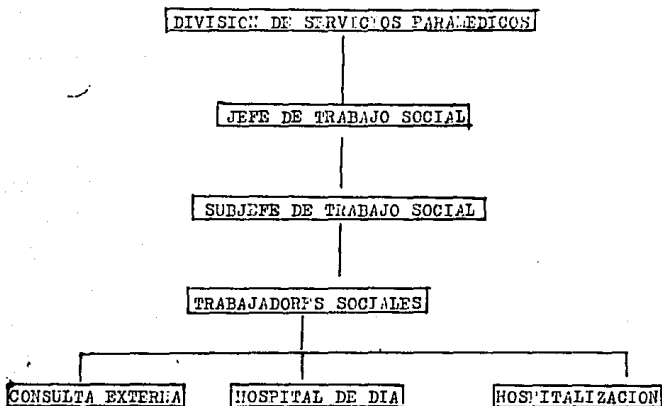 DIVISION DE SERVICIOS PARAMEDICOS
JEFE DE TRABAJO SOCIAL
SUBJEFE DE TRABAJO SOCIAL
TRABAJADORES SOCIALES
CONSULTA EXTERNA HOSPITAL DE DIA HOSPITALIZACION